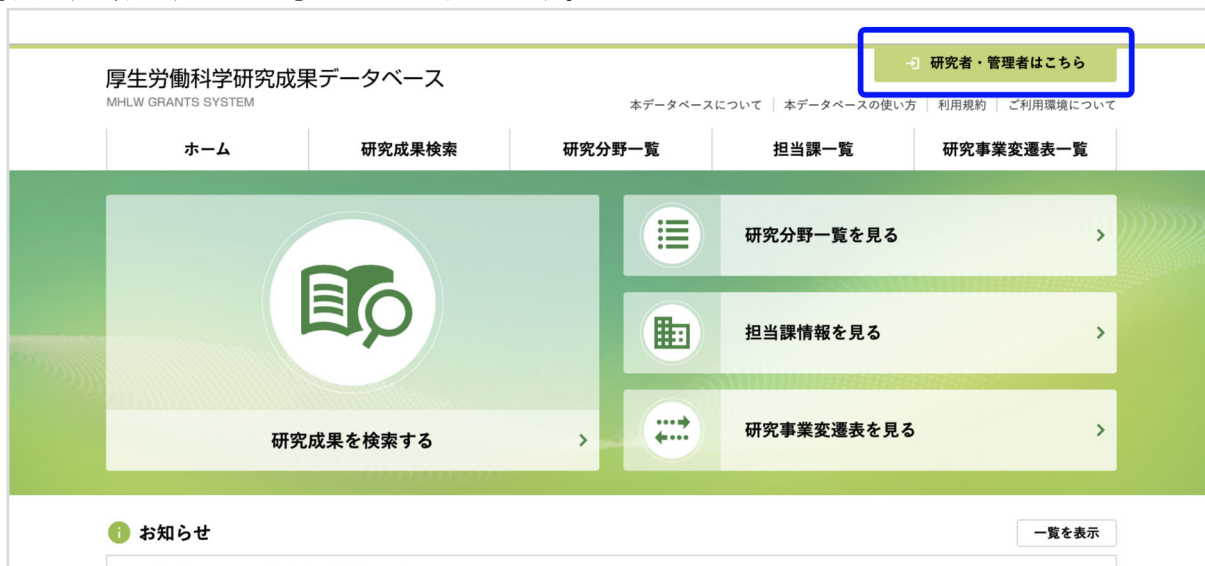 研究者・管理者はこちら
厚生労働科学研究成果データベース
MHLW GRANTS SYSTEM
本データベースについて | 本データベースの使い方 | 利用規約 | ご利用環境について
ホーム 研究成果検索 研究分野一覧 担当課一覧 研究事業変遷表一覧
研究分野一覧を見る
担当課情報を見る
研究成果を検索する
研究事業変遷表を見る
お知らせ
一覧を表示